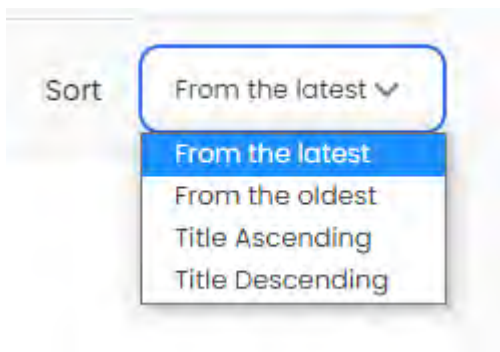 Sort From the latest
From the latest
From the oldest
Title Ascending
Title Descending